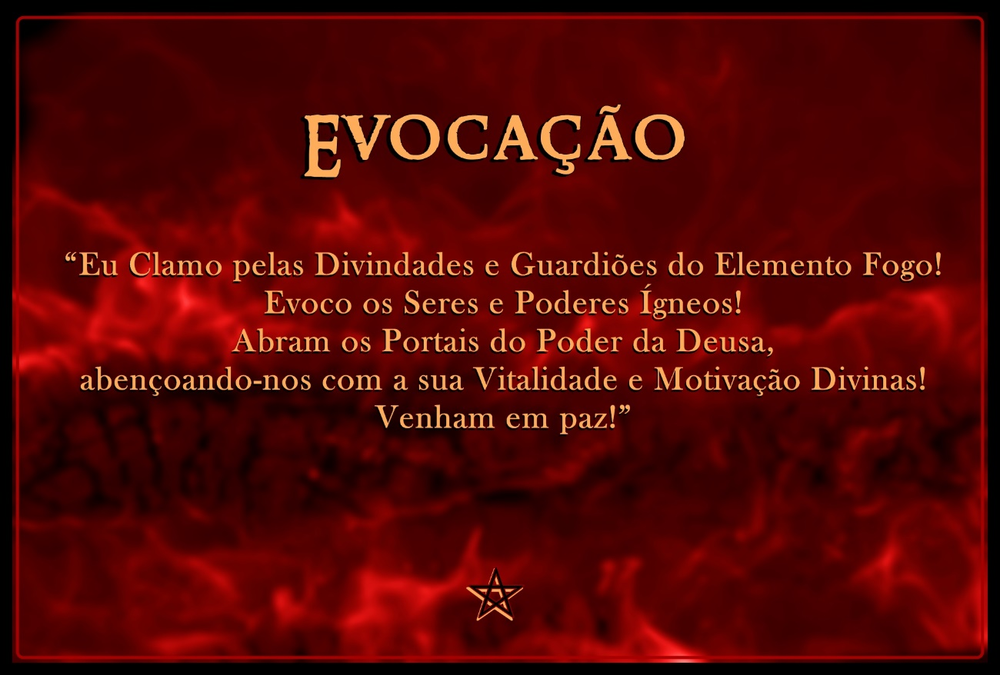 Evocação
“Eu Clamo pelas Divindades e Guardiões do Elemento Fogo!
Evoco os Seres e Poderes Ígneos!
Abram os Portais do Poder da Deusa,
abençoando-nos com a sua Vitalidade e Motivação Divinas!
Venham em paz!”